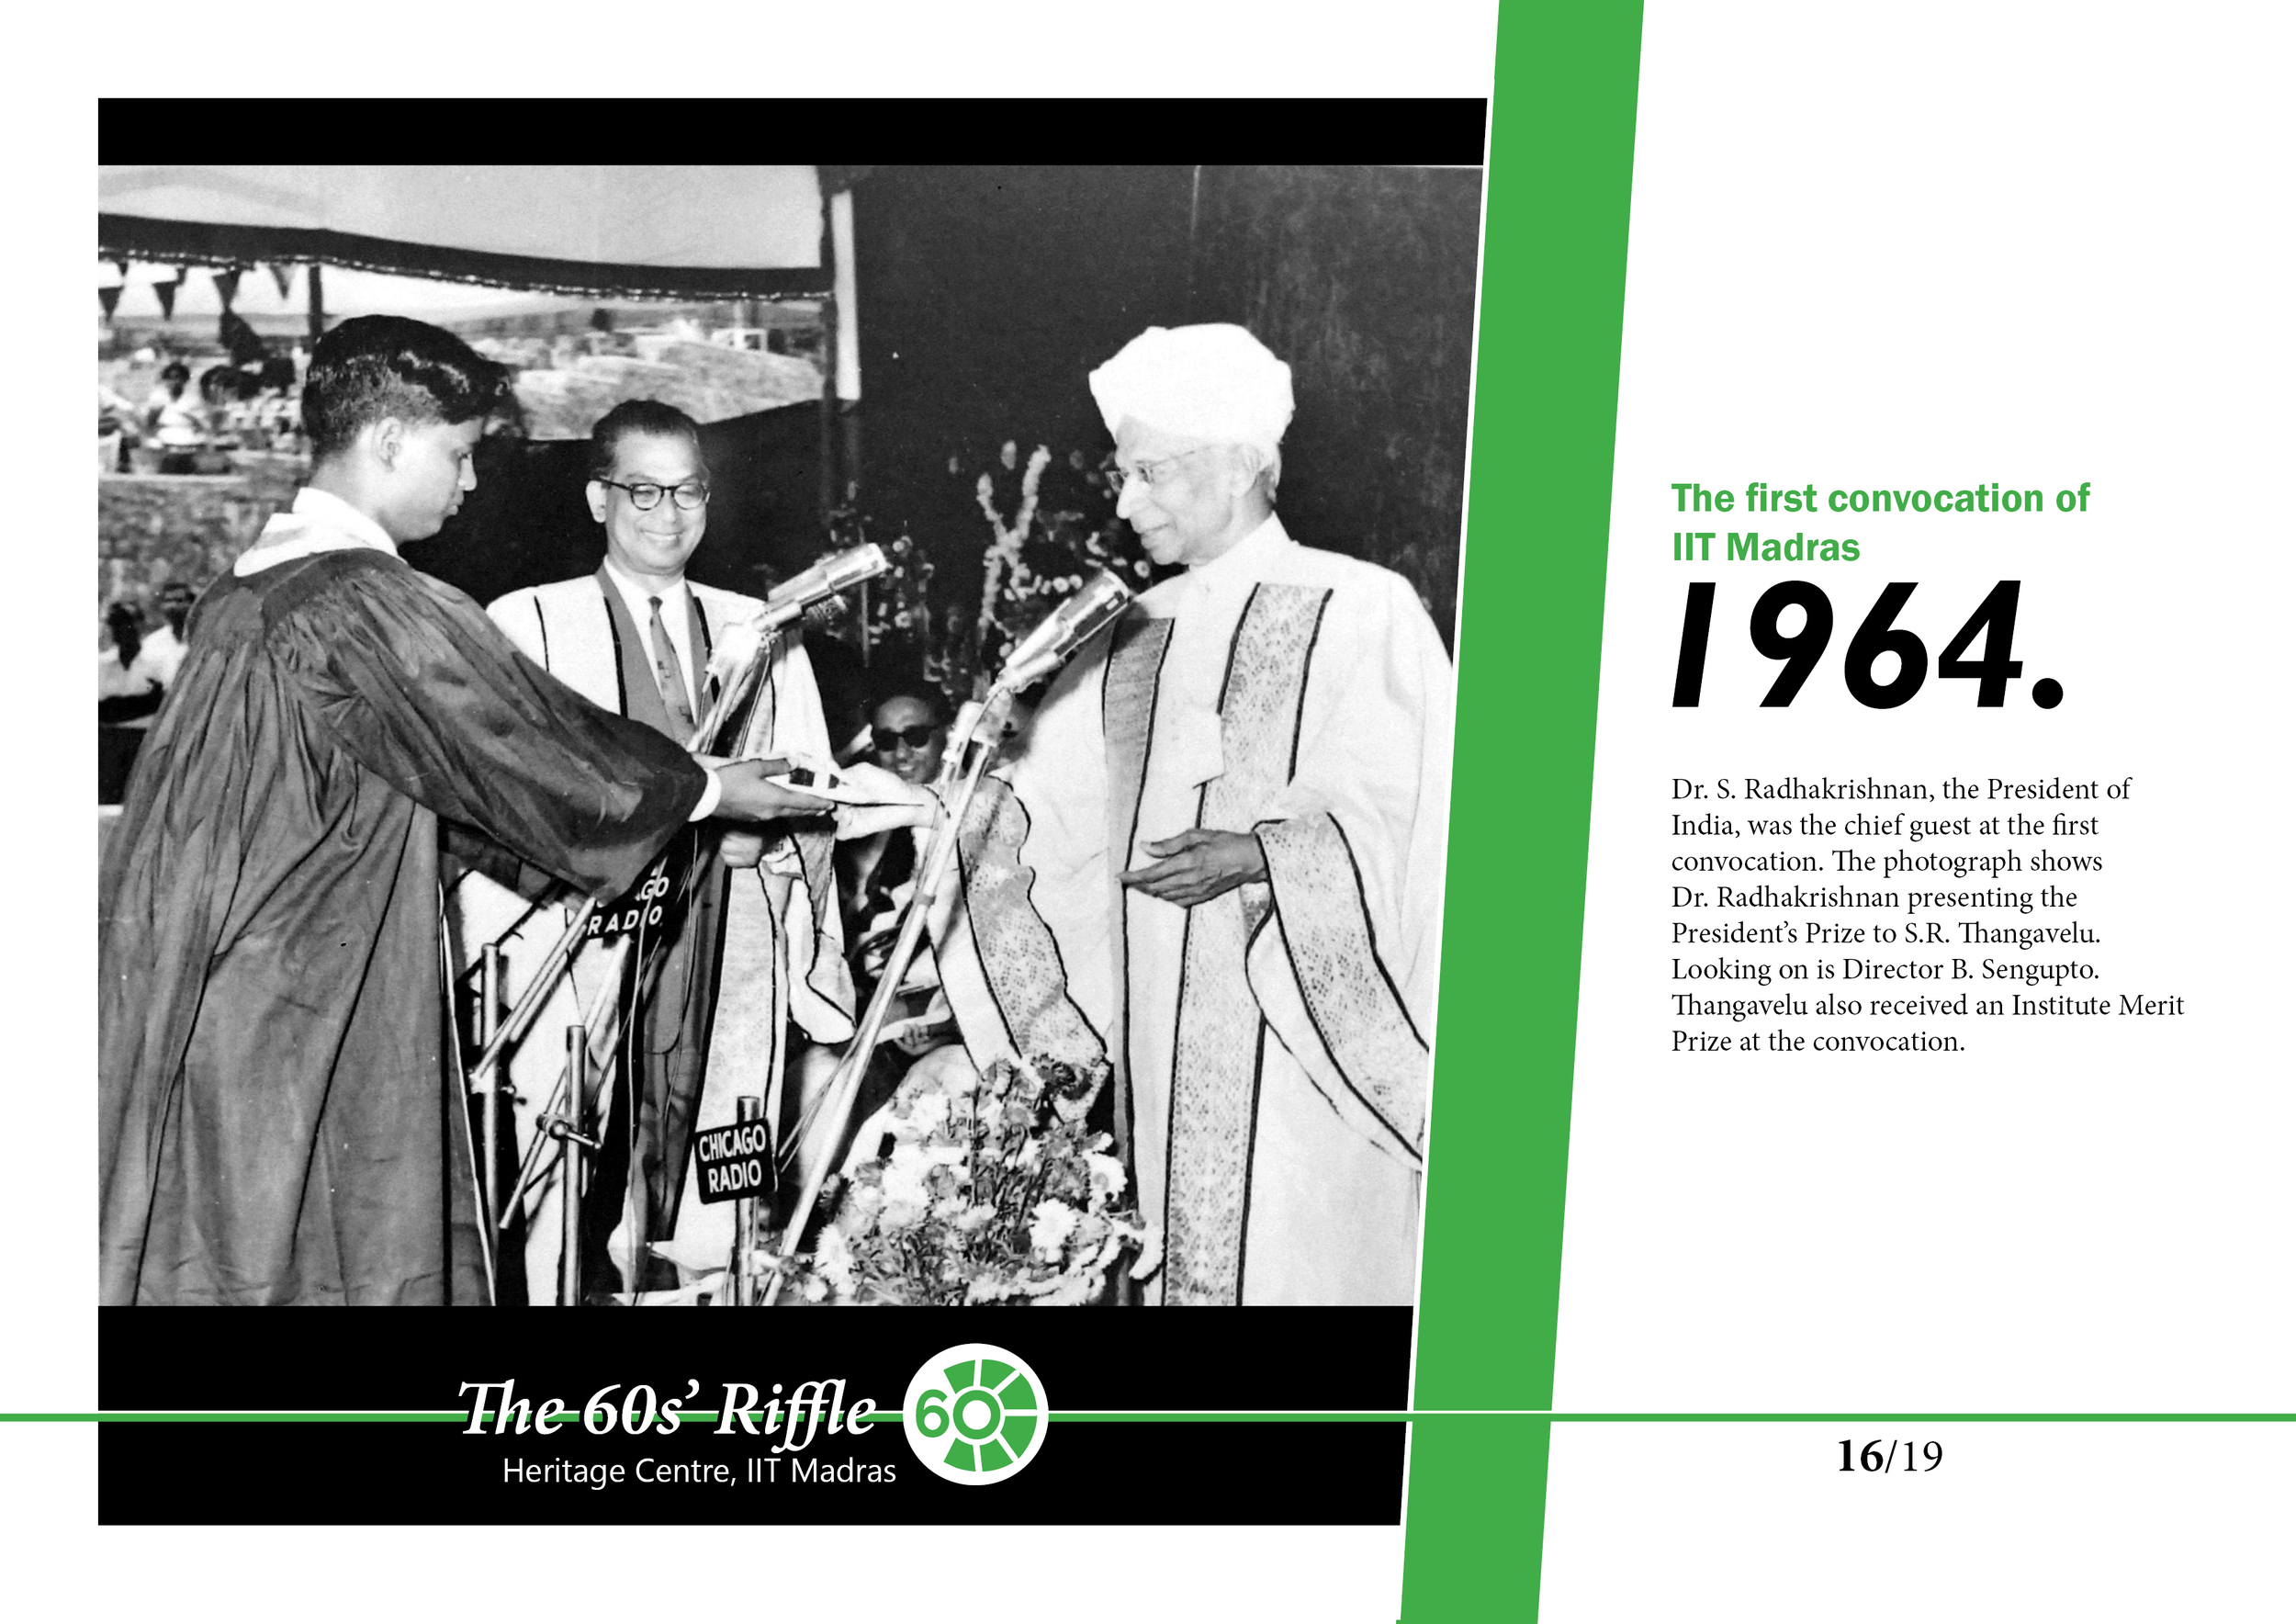 The first convocation of
IIT Madras
1964.
Dr. S. Radhakrishnan, the President of
India, was the chief guest at the first
convocation. The photograph shows
Dr. Radhakrishnan presenting the
President’s Prize to S.R. Thangavelu.
Looking on is Director B. Sengupto.
Thangavelu also received an Institute Merit
Prize at the convocation.
RADIO
CHICAGO
RADIO
The 60s’ Riffle
60
Heritage Centre, IIT Madras
16/19